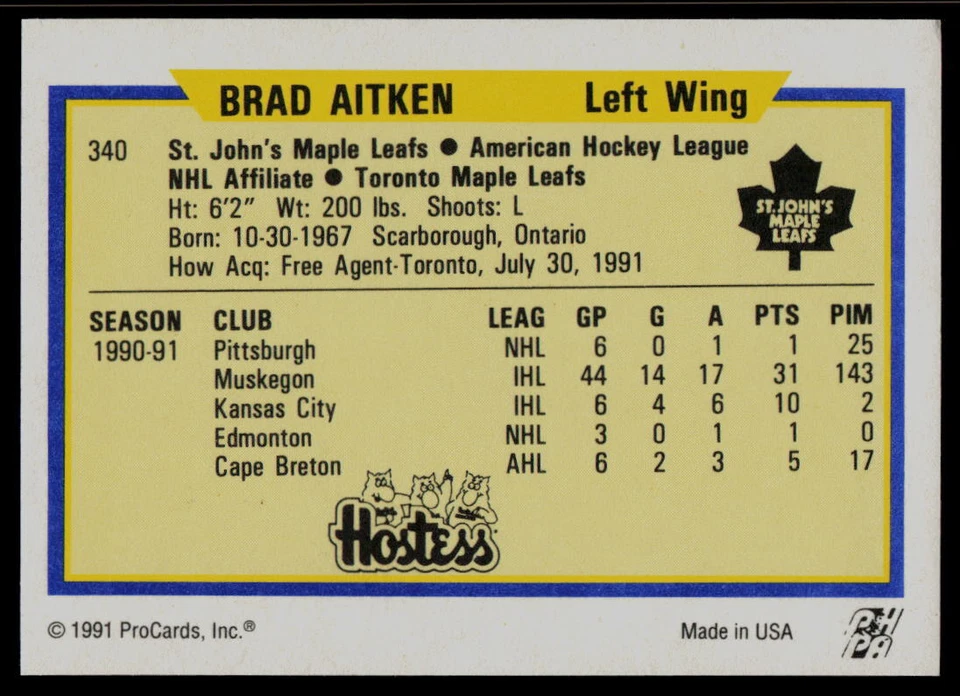 BRAD AITKEN Left Wing
340 St. John's Maple Leafs ● American Hockey League
NHL Affiliate ● Toronto Maple Leafs
Ht: 6'2" Wt: 200 lbs. Shoots: L
Born: 10-30-1967 Scarborough, Ontario
How Acq: Free Agent-Toronto, July 30, 1991
ST. JOHN'S
MAPLE
LEAFS
SEASON CLUB LEAG GP G A PTS PIM
1990-91 Pittsburgh NHL 6 0 1 1 25
Muskegon IHL 44 14 17 31 143
Kansas City IHL 6 4 6 10 2
Edmonton NHL 3 0 1 1 0
Cape Breton AHL 6 2 3 5 17
Hostess
© 1991 ProCards, Inc.® Made in USA
PH
PA